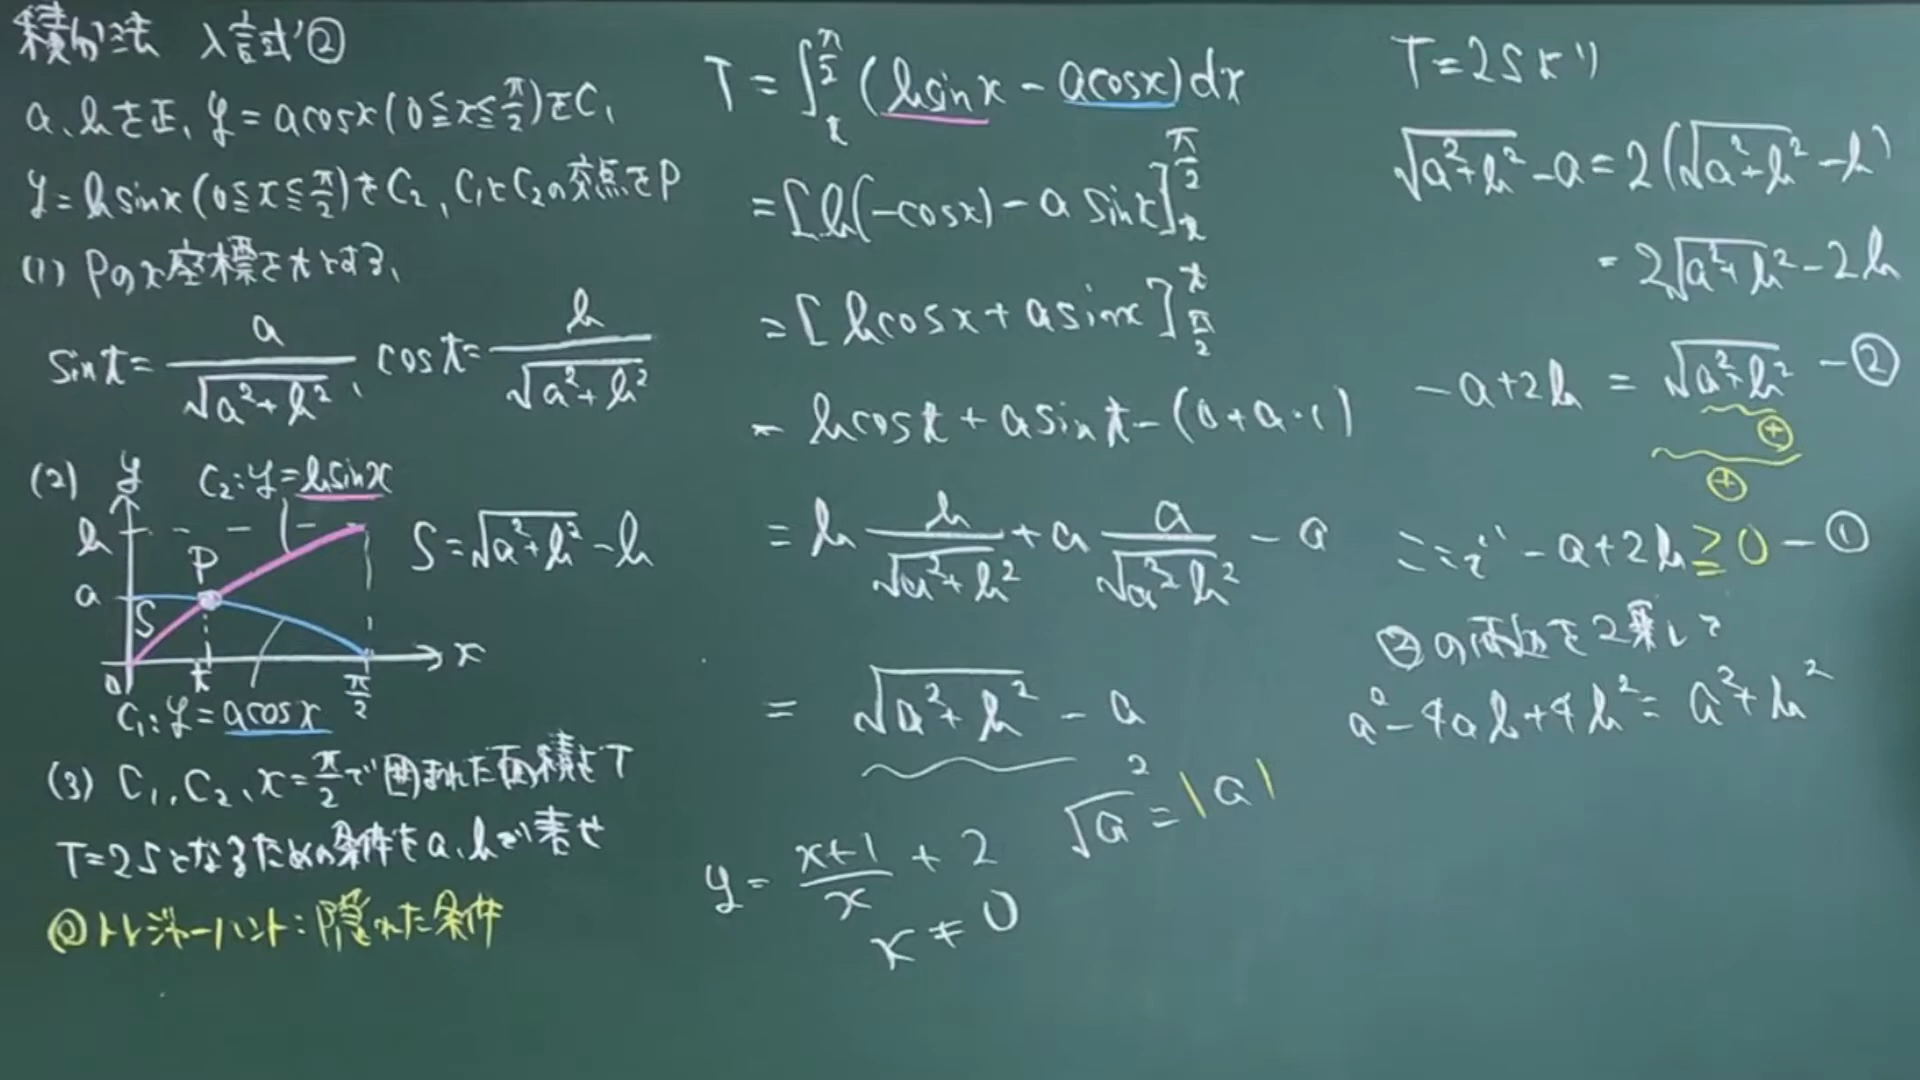 積分法 入試②
a、bを正、y=acosx(0≦x≦π/2)をC₁
y=bsinx(0≦x≦π/2)をC₂、C₁とC₂の交点をP
(1) Pのx座標をtとする、
sint=a/√(a²+b²)、cost=b/√(a²+b²)
(2) y C₂:y=bsinx
b
P
a
S
S=√(a²+b²)-b
x
0 t π/2
C₁:y=acosx
(3) C₁、C₂、x=π/2で囲まれた面積をT
T=2Sとなるための条件をa、bで表せ
◎トレジャーハント:隠れた条件
T=∫_t^{π/2}(bsinx-acosx)dx
=[b(-cosx)-a sinx]_t^{π/2}
=[bcosx+asinx]_{π/2}^t
=bcost+asint-(0+a·1)
=b b/√(a²+b²)+a a/√(a²+b²)-a
=√(a²+b²)-a
√a²=|a|
y=(x+1)/x+2
x≠0
T=2Sより
√(a²+b²)-a=2(√(a²+b²)-b)
=2√(a²+b²)-2b
-a+2b=√(a²+b²)-②
⊕
⊕
ここで -a+2b≧0-①
②の両辺を2乗して
a²-4ab+4b²=a²+b²